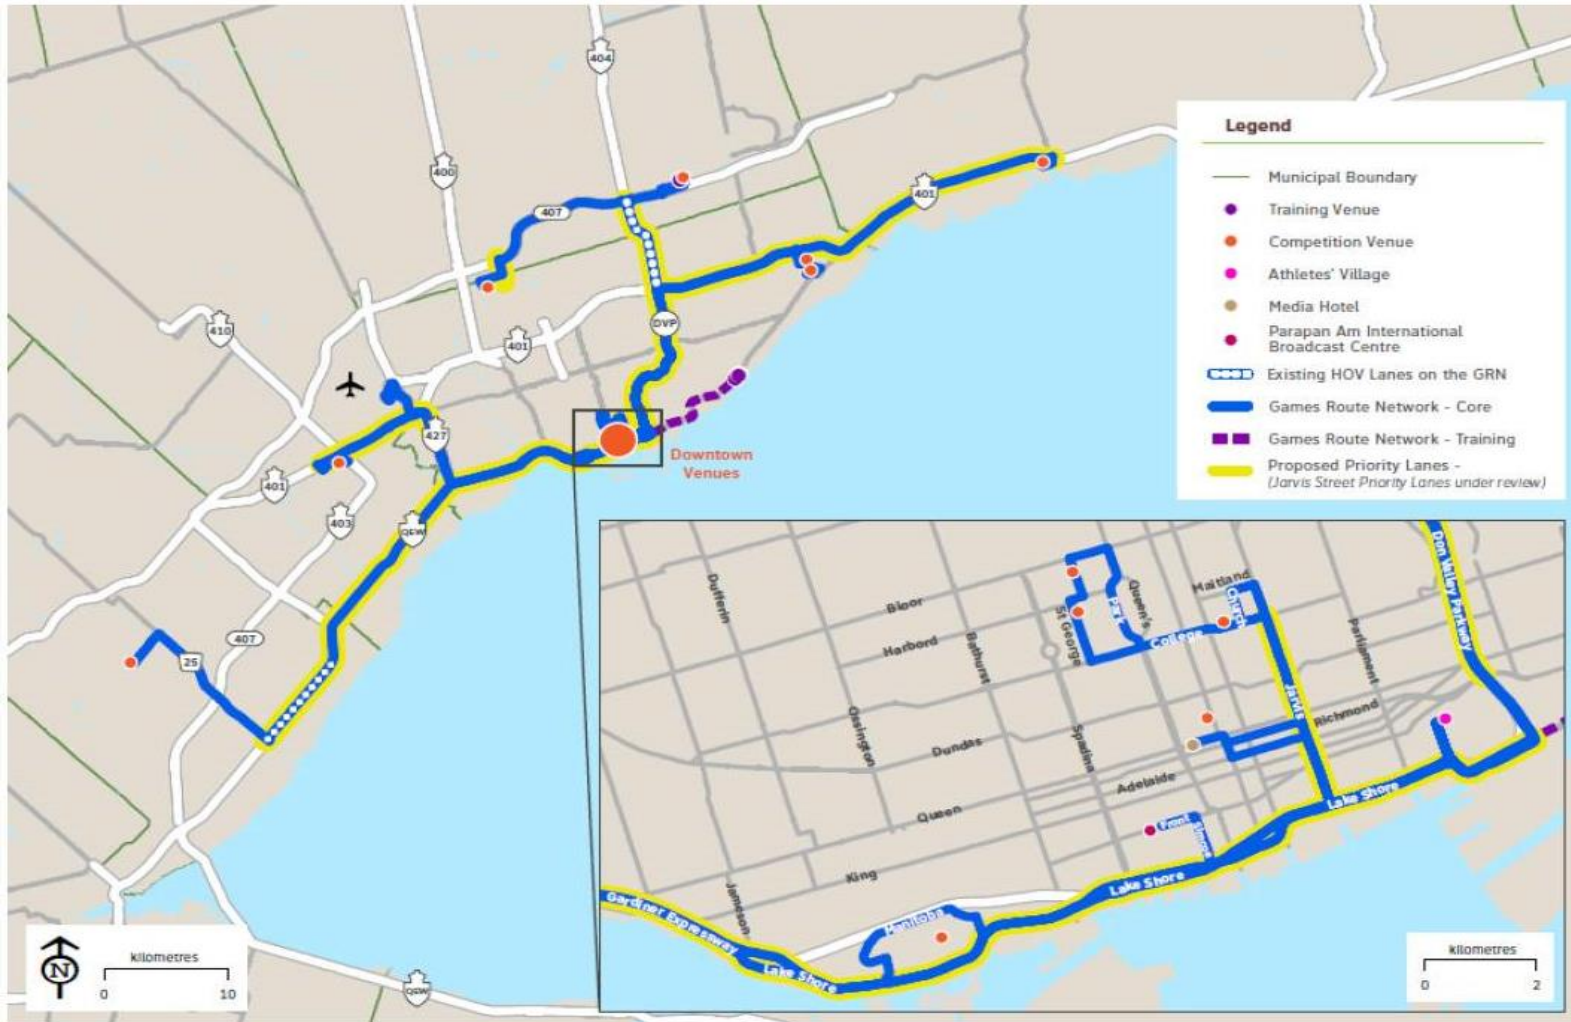 404
400
407
401
DVP
410
401
427
401
403
QEW
407
25
QEW
Downtown
Venues
Legend
Municipal Boundary
Training Venue
Competition Venue
Athletes' Village
Media Hotel
Parapan Am International
Broadcast Centre
Existing HOV Lanes on the GRN
Games Route Network - Core
Games Route Network - Training
Proposed Priority Lanes -
(Jarvis Street Priority Lanes under review)
Don Valley Parkway
Dufferin
Bloor
Harbord
Bathurst
Ossington
St George
Park
Queen's
Maitland
Church
College
Parliament
Jarvis
Richmond
Dundas
Spadina
Adelaide
Queen
Front
Simcoe
King
Lake Shore
Lake Shore
Jameson
Manitoba
Gardiner Expressway
Lake Shore
N
kilometres
0 10
kilometres
0 2